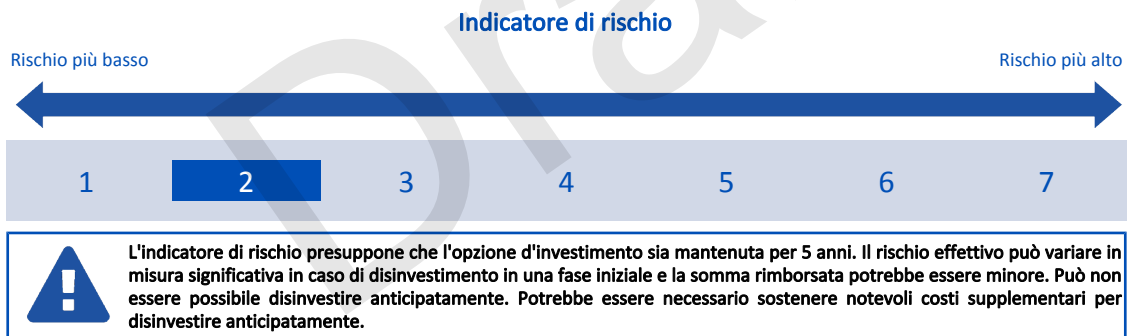 Indicatore di rischio
Rischio più basso
Rischio più alto
1 2 3 4 5 6 7
L'indicatore di rischio presuppone che l'opzione d'investimento sia mantenuta per 5 anni. Il rischio effettivo può variare in
misura significativa in caso di disinvestimento in una fase iniziale e la somma rimborsata potrebbe essere minore. Può non
essere possibile disinvestire anticipatamente. Potrebbe essere necessario sostenere notevoli costi supplementari per
disinvestire anticipatamente.